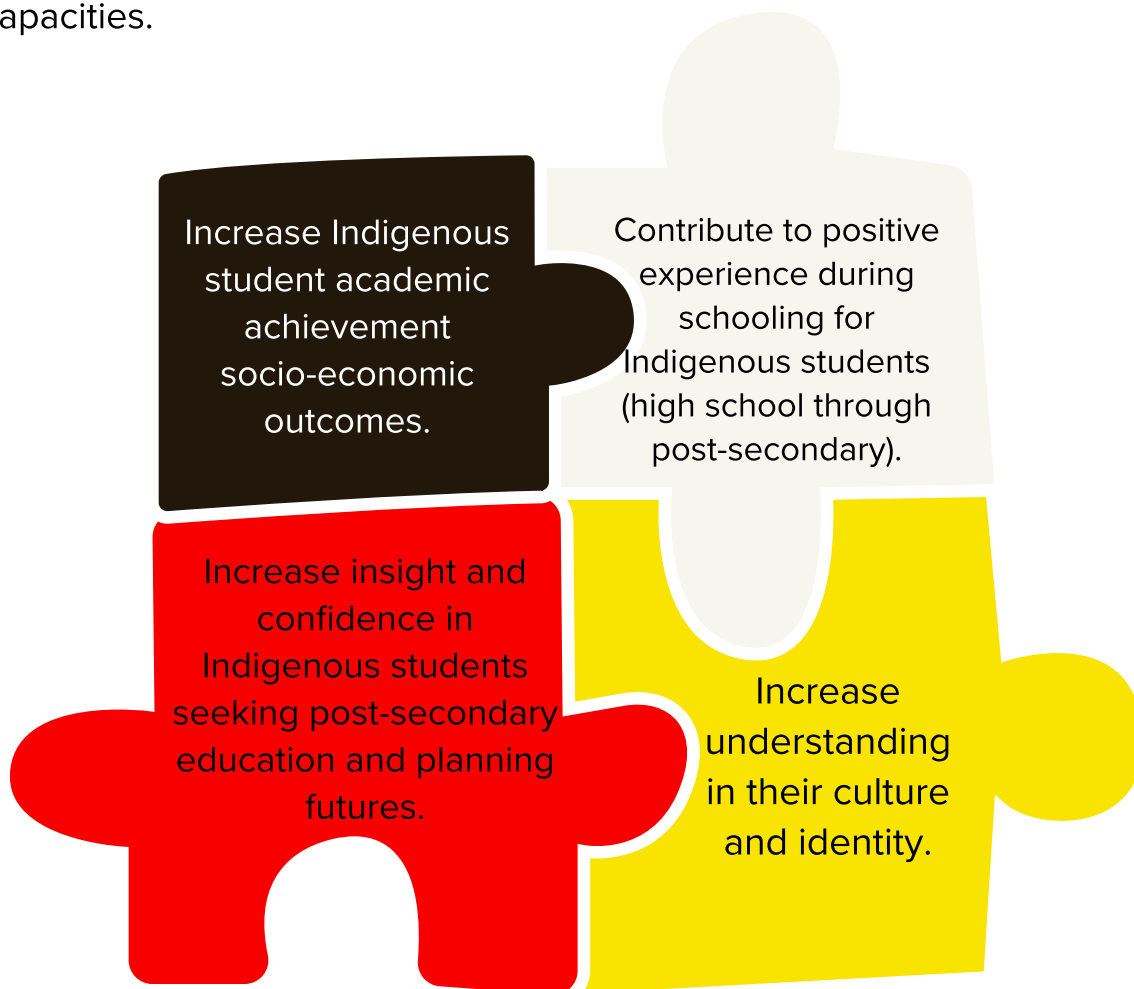 apacities.
Increase Indigenous
student academic
achievement
socio-economic
outcomes.
Contribute to positive
experience during
schooling for
Indigenous students
(high school through
post-secondary).
Increase insight and
confidence in
Indigenous students
seeking post-secondary
education and planning
futures.
Increase
understanding
in their culture
and identity.